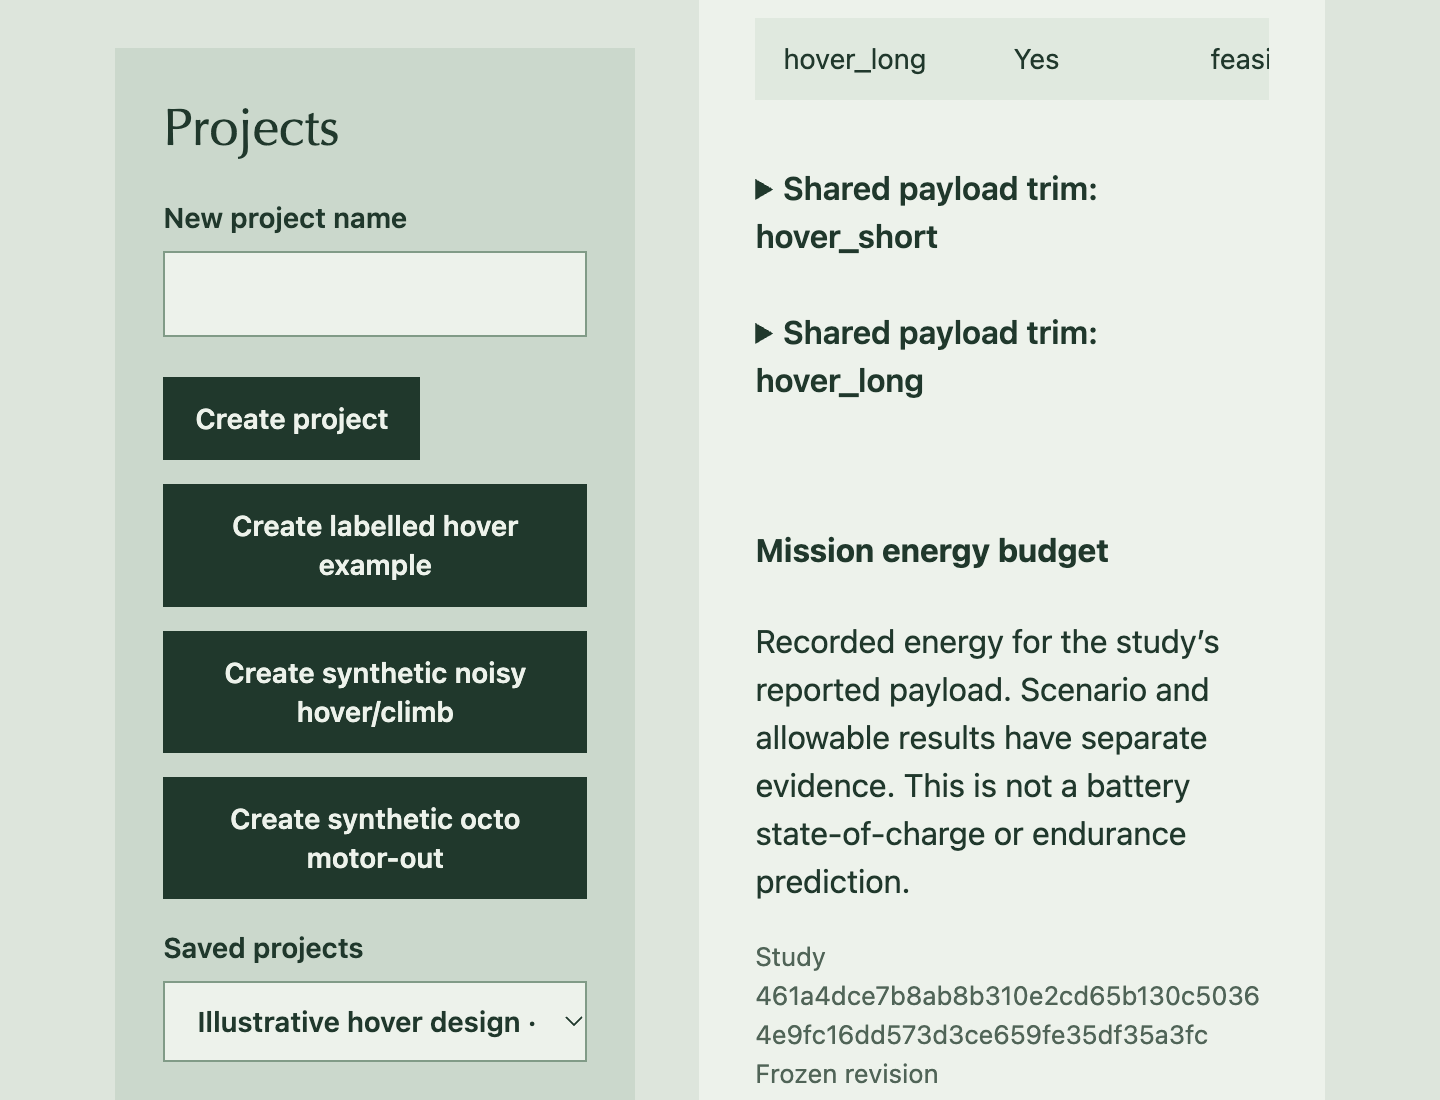 Projects
New project name
Create project
Create labelled hover
example
Create synthetic noisy
hover/climb
Create synthetic octo
motor-out
Saved projects
Illustrative hover design ·
hover_long Yes feasi
▶ Shared payload trim:
hover_short
▶ Shared payload trim:
hover_long
Mission energy budget
Recorded energy for the study’s
reported payload. Scenario and
allowable results have separate
evidence. This is not a battery
state-of-charge or endurance
prediction.
Study
461a4dce7b8ab8b310e2cd65b130c5036
4e9fc16dd573d3ce659fe35df35a3fc
Frozen revision